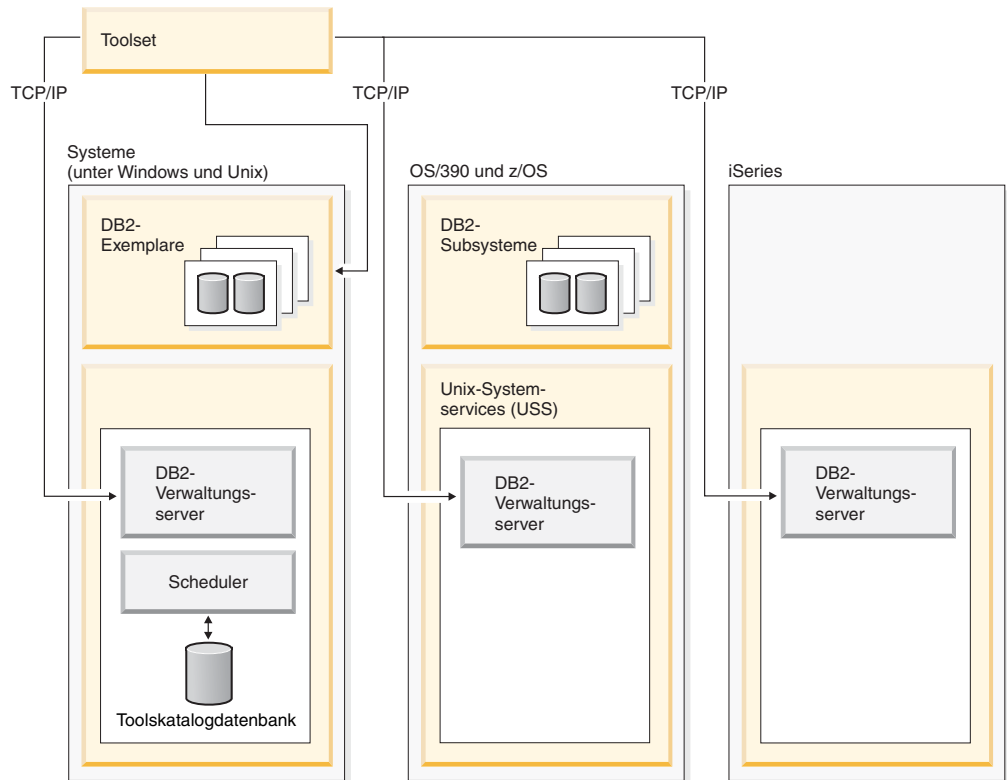 Toolset
TCP/IP
TCP/IP
TCP/IP
Systeme
(unter Windows und Unix)
OS/390 und z/OS
iSeries
DB2-
Exemplare
DB2-
Subsysteme
Unix-System-
services (USS)
DB2-
Verwaltungs-
server
DB2-
Verwaltungs-
server
DB2-
Verwaltungs-
server
Scheduler
Toolskatalogdatenbank